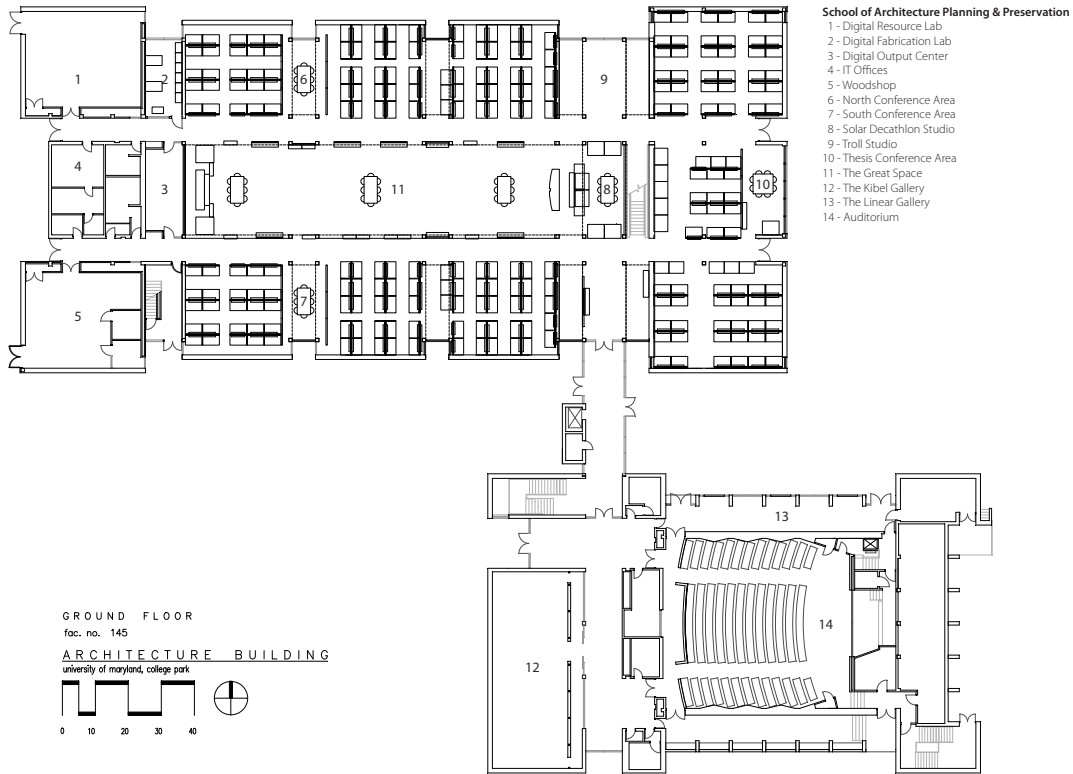 School of Architecture Planning & Preservation
1 - Digital Resource Lab
2 - Digital Fabrication Lab
3 - Digital Output Center
4 - IT Offices
5 - Woodshop
6 - North Conference Area
7 - South Conference Area
8 - Solar Decathlon Studio
9 - Troll Studio
10 - Thesis Conference Area
11 - The Great Space
12 - The Kibel Gallery
13 - The Linear Gallery
14 - Auditorium
1
2
6
9
4
3
11
8
10
5
7
13
14
12
GROUND FLOOR
fac. no. 145
ARCHITECTURE BUILDING
university of maryland, college park
0 10 20 30 40